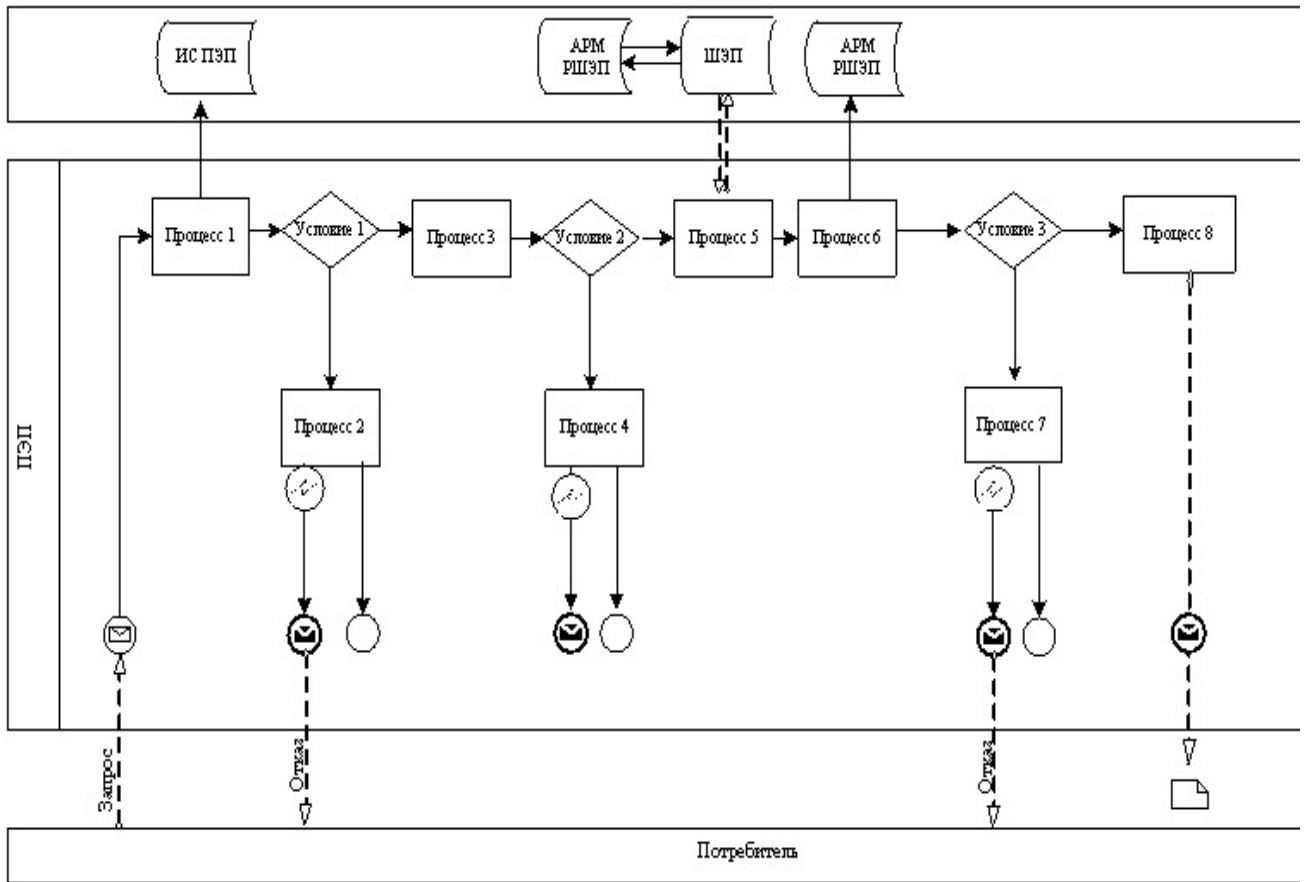 ИС ПЭП
АРМ
РШЭП
ШЭП
АРМ
РШЭП
ПЭП
Процесс 1
Условие 1
Процесс 3
Условие 2
Процесс 5
Процесс 6
Условие 3
Процесс 8
Процесс 2
Процесс 4
Процесс 7
Запрос
Отказ
Отказ
Потребитель